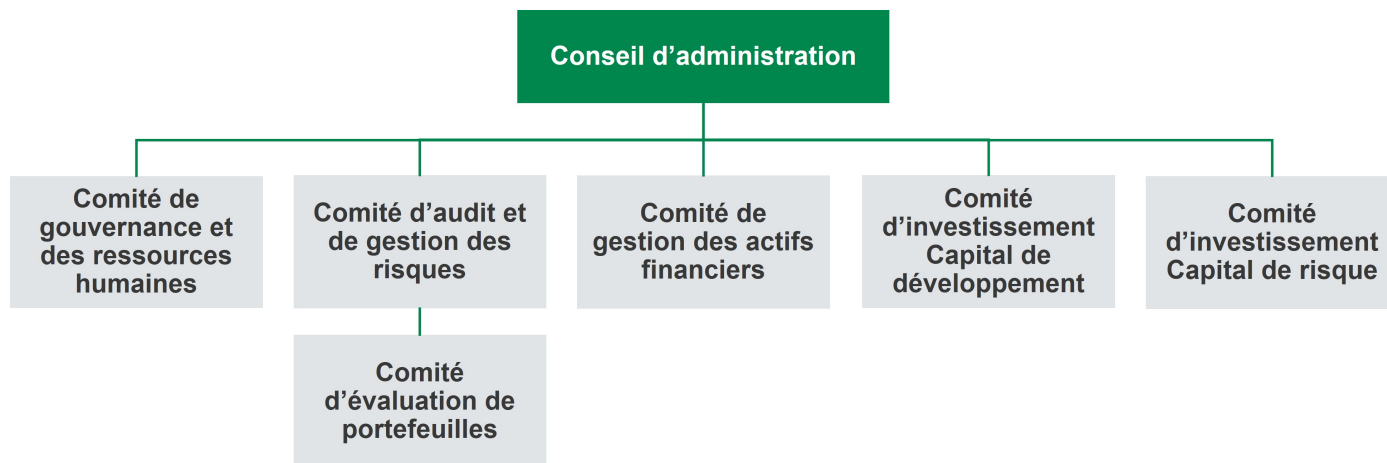 Conseil d’administration
Comité de
gouvernance et
des ressources
humaines
Comité d’audit et
de gestion des
risques
Comité de
gestion des actifs
financiers
Comité
d’investissement
Capital de
développement
Comité
d’investissement
Capital de risque
Comité
d’évaluation de
portefeuilles